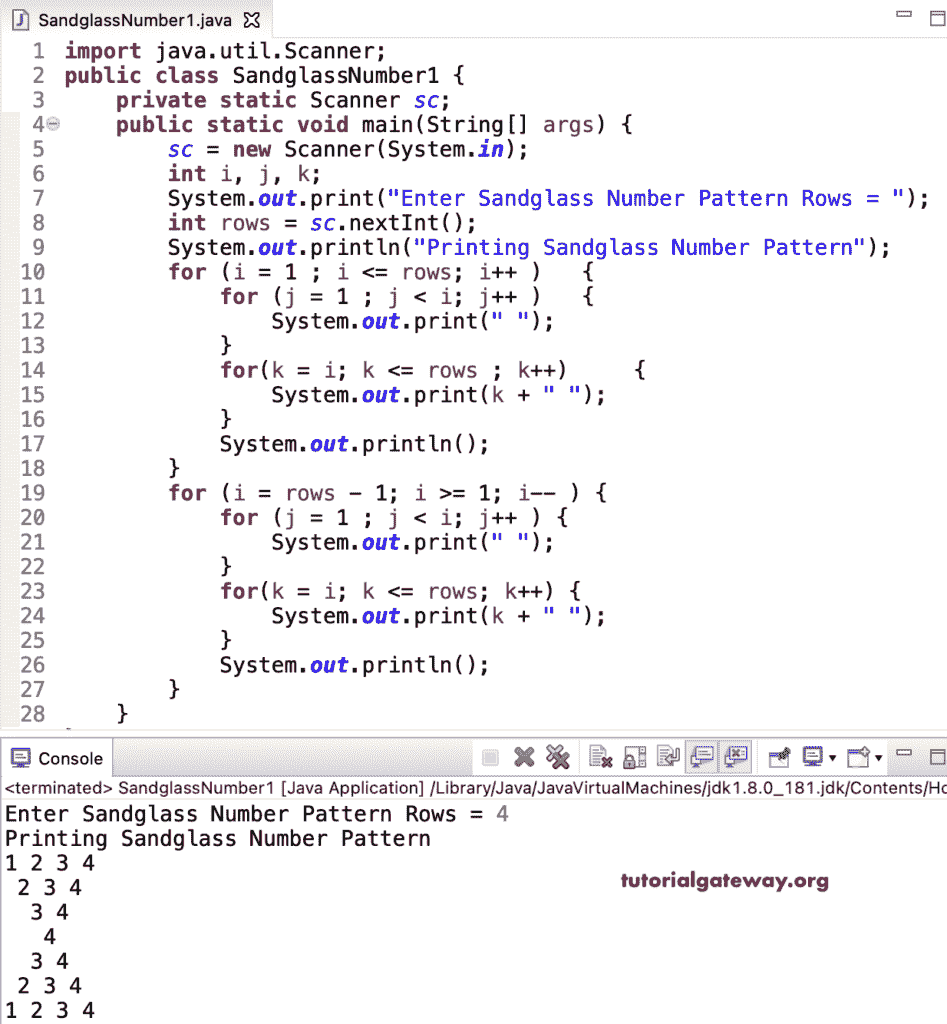 SandglassNumber1.java
1 import java.util.Scanner;
2 public class SandglassNumber1 {
3     private static Scanner sc;
4     public static void main(String[] args) {
5         sc = new Scanner(System.in);
6         int i, j, k;
7         System.out.print("Enter Sandglass Number Pattern Rows = ");
8         int rows = sc.nextInt();
9         System.out.println("Printing Sandglass Number Pattern");
10         for (i = 1 ; i <= rows; i++ )   {
11             for (j = 1 ; j < i; j++ )   {
12                 System.out.print(" ");
13             }
14             for(k = i; k <= rows ; k++)     {
15                 System.out.print(k + " ");
16             }
17             System.out.println();
18         }
19         for (i = rows - 1; i >= 1; i-- ) {
20             for (j = 1 ; j < i; j++ ) {
21                 System.out.print(" ");
22             }
23             for(k = i; k <= rows; k++) {
24                 System.out.print(k + " ");
25             }
26             System.out.println();
27         }
28     }
Console
<terminated> SandglassNumber1 [Java Application] /Library/Java/JavaVirtualMachines/jdk1.8.0_181.jdk/Contents/Ho
Enter Sandglass Number Pattern Rows = 4
Printing Sandglass Number Pattern
1 2 3 4
tutorialgateway.org
 2 3 4
  3 4
   4
  3 4
 2 3 4
1 2 3 4